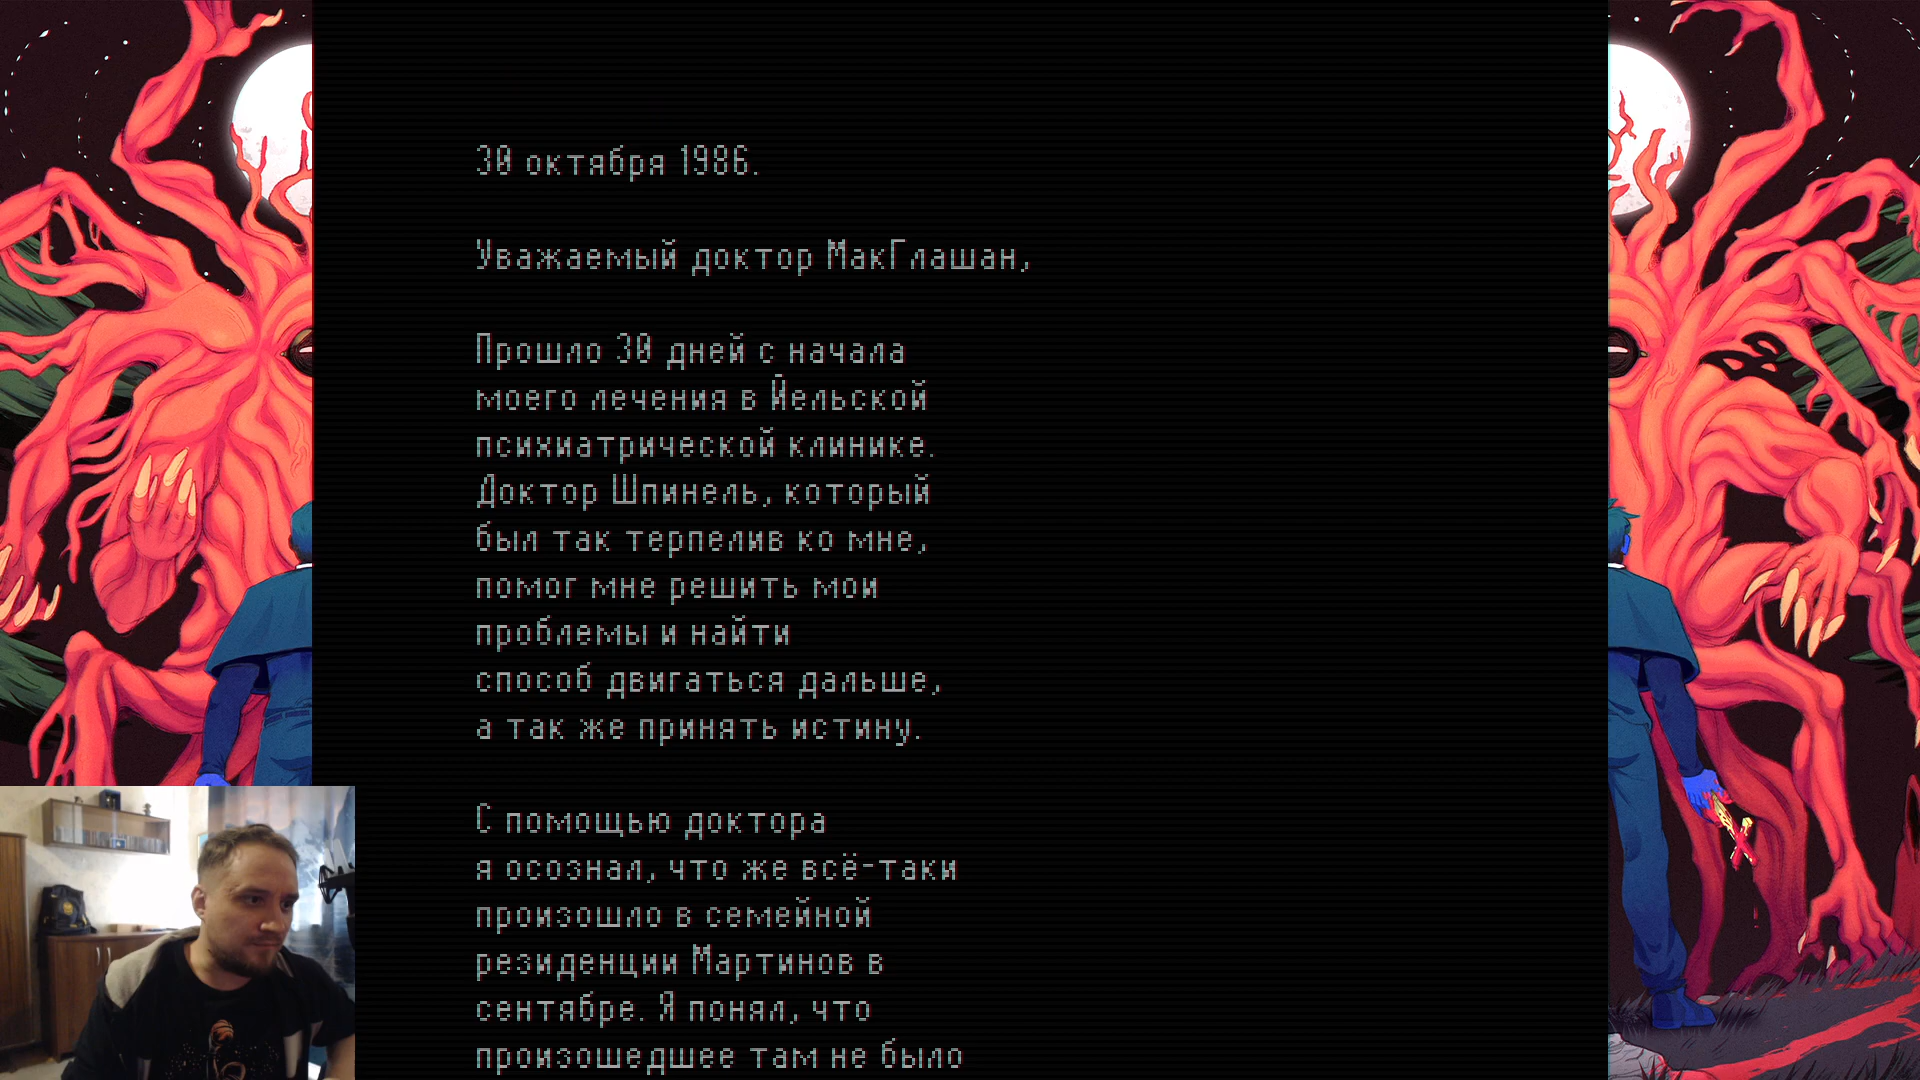 30 октября 1986.
Уважаемый доктор МакГлашан,
Прошло 30 дней с начала
моего лечения в Йельской
психиатрической клинике.
Доктор Шпинель, который
был так терпелив ко мне,
помог мне решить мои
проблемы и найти
способ двигаться дальше,
а так же принять истину.
С помощью доктора
я осознал, что же всё-таки
произошло в семейной
резиденции Мартинов в
сентябре. Я понял, что
произошедшее там не было